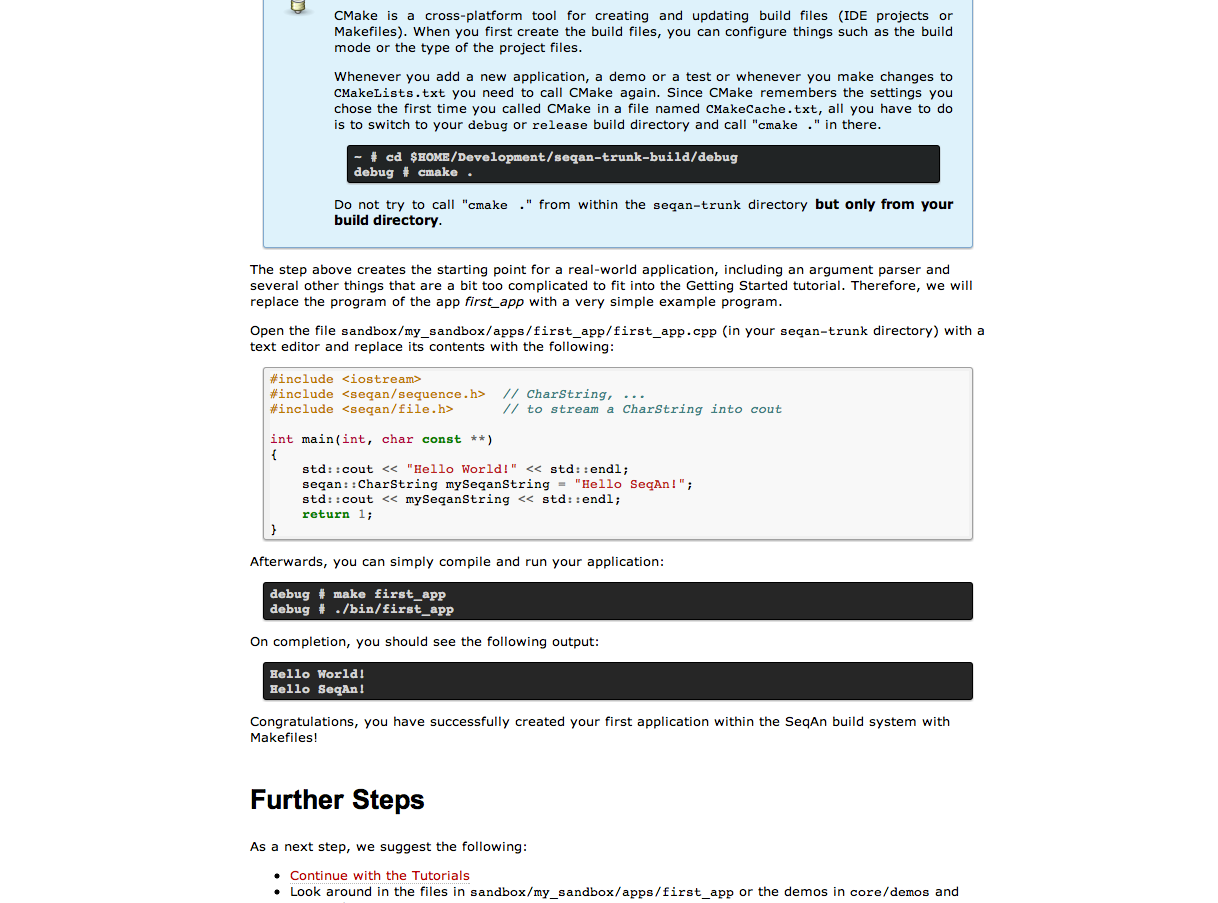 CMake is a cross-platform tool for creating and updating build files (IDE projects or
Makefiles). When you first create the build files, you can configure things such as the build
mode or the type of the project files.
Whenever you add a new application, a demo or a test or whenever you make changes to
CMakeLists.txt you need to call CMake again. Since CMake remembers the settings you
chose the first time you called CMake in a file named CMakeCache.txt, all you have to do
is to switch to your debug or release build directory and call "cmake ." in there.
~ # cd $HOME/Development/seqan-trunk-build/debug
debug # cmake .
Do not try to call "cmake ." from within the seqan-trunk directory but only from your
build directory.
The step above creates the starting point for a real-world application, including an argument parser and
several other things that are a bit too complicated to fit into the Getting Started tutorial. Therefore, we will
replace the program of the app first_app with a very simple example program.
Open the file sandbox/my_sandbox/apps/first_app/first_app.cpp (in your seqan-trunk directory) with a
text editor and replace its contents with the following:
#include <iostream>
#include <seqan/sequence.h>  // CharString, ...
#include <seqan/file.h>      // to stream a CharString into cout
int main(int, char const **)
{
    std::cout << "Hello World!" << std::endl;
    seqan::CharString mySeqanString = "Hello SeqAn!";
    std::cout << mySeqanString << std::endl;
    return 1;
}
Afterwards, you can simply compile and run your application:
debug # make first_app
debug # ./bin/first_app
On completion, you should see the following output:
Hello World!
Hello SeqAn!
Congratulations, you have successfully created your first application within the SeqAn build system with
Makefiles!
Further Steps
As a next step, we suggest the following:
• Continue with the Tutorials
• Look around in the files in sandbox/my_sandbox/apps/first_app or the demos in core/demos and